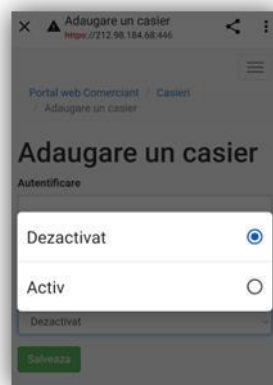 Adaugare un casier
https://212.98.184.68:446
Portal web Comerciant / Casieri
/ Adaugare un casier
Adaugare un casier
Autentificare
Dezactivat
Activ
Dezactivat
Salveaza